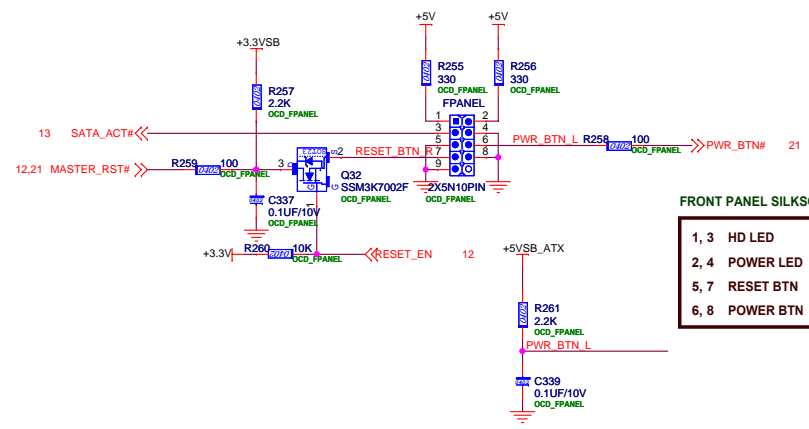 +5V
+5V
+3.3VSB
R255
330
OCD_FPANEL
R256
330
OCD_FPANEL
R257
2.2K
OCD_FPANEL
FPANEL
1
2
3
4
5
6
7
8
9
13 SATA_ACT#
PWR_BTN_L
R258
100
OCD_FPANEL
PWR_BTN#
21
2
RESET_BTN_R
12,21 MASTER_RST#
R259
100
OCD_FPANEL
3
SOT23
D
S
G
1
Q32
SSM3K7002F
OCD_FPANEL
2X5N10PIN
OCD_FPANEL
C337
0.1UF/10V
OCD_FPANEL
+3.3V
R260
10K
OCD_FPANEL
RESET_EN
12
+5VSB_ATX
R261
2.2K
OCD_FPANEL
PWR_BTN_L
C339
0.1UF/10V
OCD_FPANEL
FRONT PANEL SILKS
1, 3 HD LED
2, 4 POWER LED
5, 7 RESET BTN
6, 8 POWER BTN